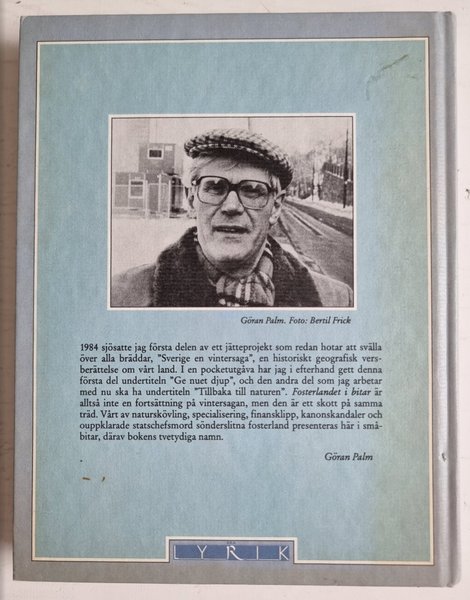 Göran Palm. Foto: Bertil Frick
1984 sjösatte jag första delen av ett jätteprojekt som redan hotar att svälla
över alla bräddar, "Sverige en vintersaga", en historiskt geografisk vers-
berättelse om vårt land. I en pocketutgåva har jag i efterhand gett denna
första del undertiteln "Ge nuet djup", och den andra del som jag arbetar
med nu ska ha undertiteln "Tillbaka till naturen". Fosterlandet i bitar är
alltså inte en fortsättning på vintersagan, men den är ett skott på samma
träd. Vårt av naturskövling, specialisering, finansklipp, kanonskandaler och
ouppklarade statschefsmord sönderslitna fosterland presenteras här i små-
bitar, därav bokens tvetydiga namn.
Göran Palm
LYRIK